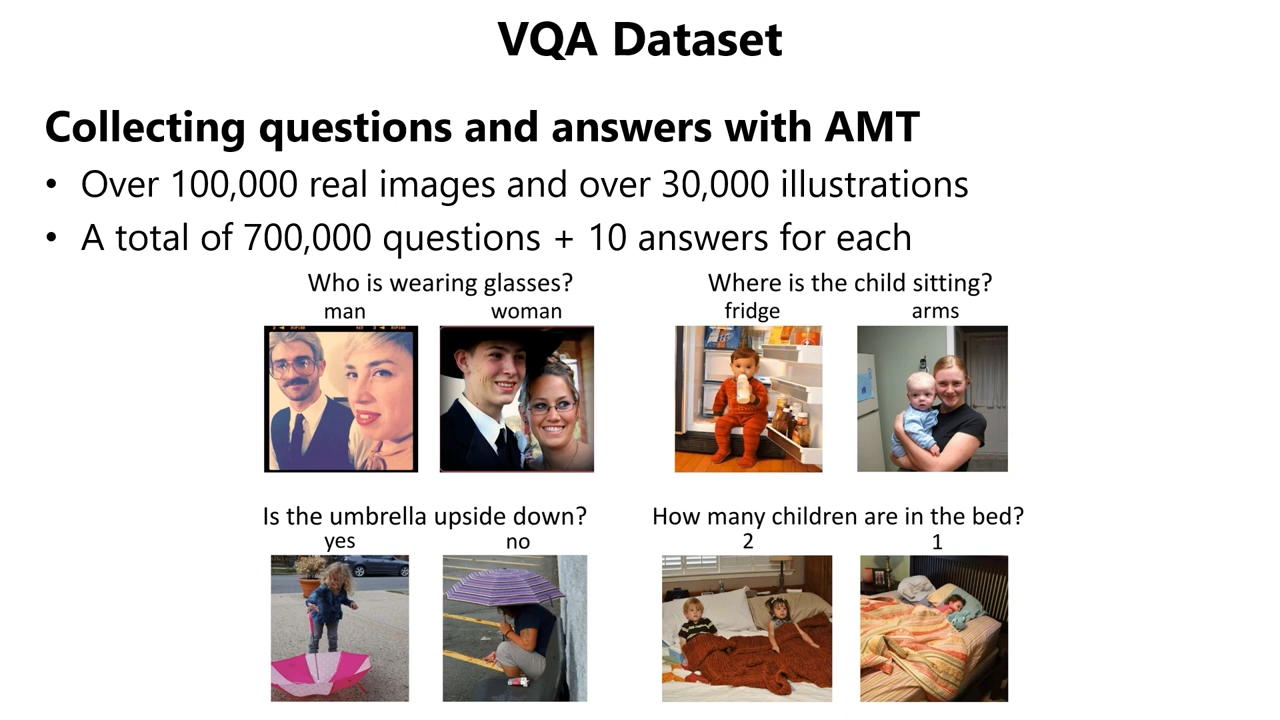 VQA Dataset
Collecting questions and answers with AMT
• Over 100,000 real images and over 30,000 illustrations
• A total of 700,000 questions + 10 answers for each
Who is wearing glasses?
man woman
Where is the child sitting?
fridge arms
Is the umbrella upside down?
yes no
How many children are in the bed?
2 1